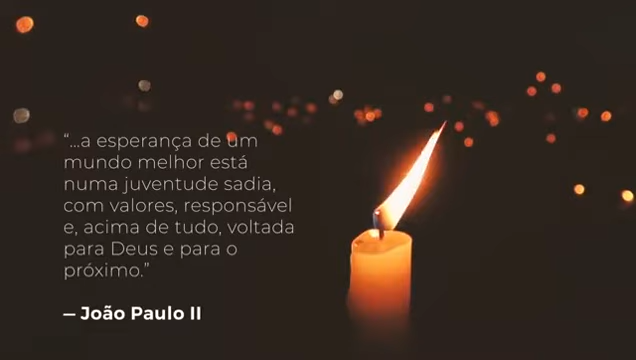 “...a esperança de um
mundo melhor está
numa juventude sadia,
com valores, responsável
e, acima de tudo, voltada
para Deus e para o
próximo.”
— João Paulo II